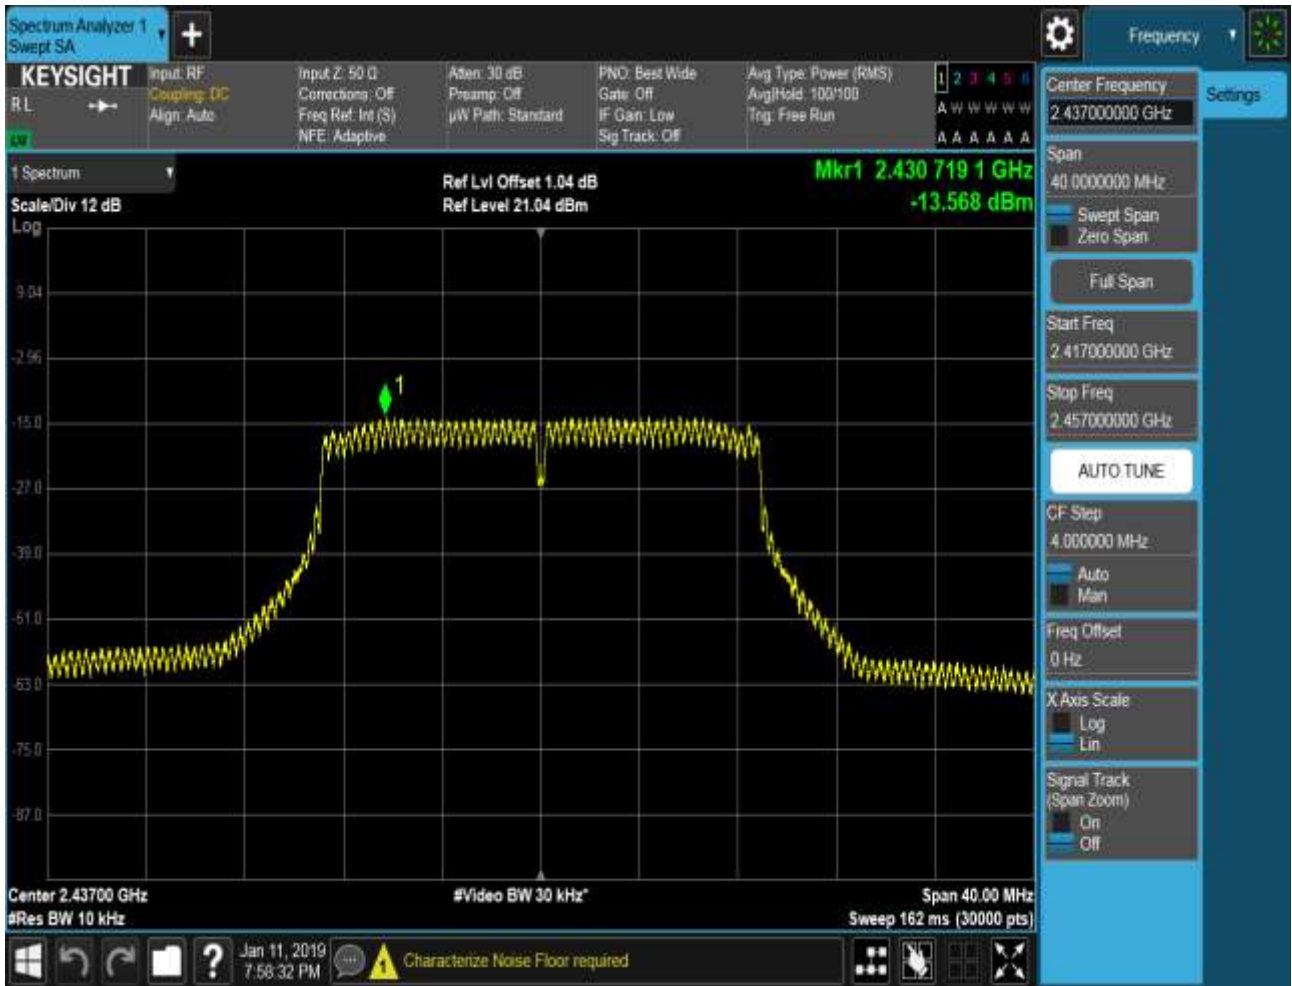 Spectrum Analyzer 1
Swept SA
Frequency
KEYSIGHT
R L
Input: RF
Coupling: DC
Align: Auto
Input Z: 50 Ω
Corrections: Off
Freq Ref: Int (S)
NFE: Adaptive
Atten: 30 dB
Preamp: Off
µW Path: Standard
PNO: Best Wide
Gate: Off
IF Gain: Low
Sig Track: Off
Avg Type: Power (RMS)
Avg|Hold: 100/100
Trig: Free Run
1 2 3 4 5 6
A W W W W W
A A A A A A
1 Spectrum
Scale/Div 12 dB
Log
Ref Lvl Offset 1.04 dB
Ref Level 21.04 dBm
Mkr1 2.430 719 1 GHz
-13.568 dBm
9.04
-2.96
-15.0
-27.0
-39.0
-51.0
-63.0
-75.0
-87.0
1
Center 2.43700 GHz
#Res BW 10 kHz
#Video BW 30 kHz*
Span 40.00 MHz
Sweep 162 ms (30000 pts)
Center Frequency
2.437000000 GHz
Settings
Span
40.0000000 MHz
Swept Span
Zero Span
Full Span
Start Freq
2.417000000 GHz
Stop Freq
2.457000000 GHz
AUTO TUNE
CF Step
4.000000 MHz
Auto
Man
Freq Offset
0 Hz
X Axis Scale
Log
Lin
Signal Track
(Span Zoom)
On
Off
?
Jan 11, 2019
7:58:32 PM
1
Characterize Noise Floor required